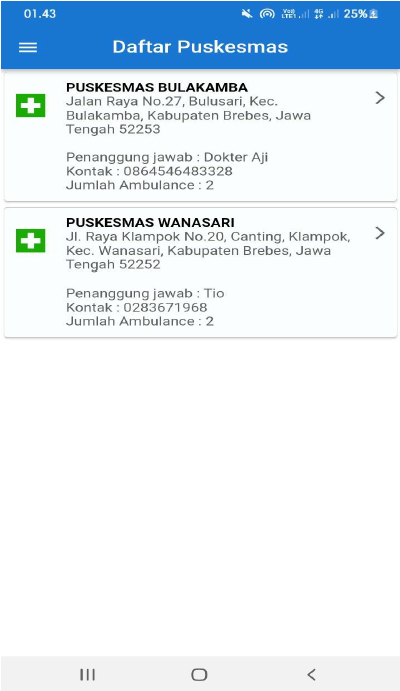 01.43
25%
Daftar Puskesmas
PUSKESMAS BULAKAMBA
Jalan Raya No.27, Bulusari, Kec.
Bulakamba, Kabupaten Brebes, Jawa
Tengah 52253
Penanggung jawab : Dokter Aji
Kontak : 0864546483328
Jumlah Ambulance : 2
PUSKESMAS WANASARI
Jl. Raya Klampok No.20, Canting, Klampok,
Kec. Wanasari, Kabupaten Brebes, Jawa
Tengah 52252
Penanggung jawab : Tio
Kontak : 0283671968
Jumlah Ambulance : 2